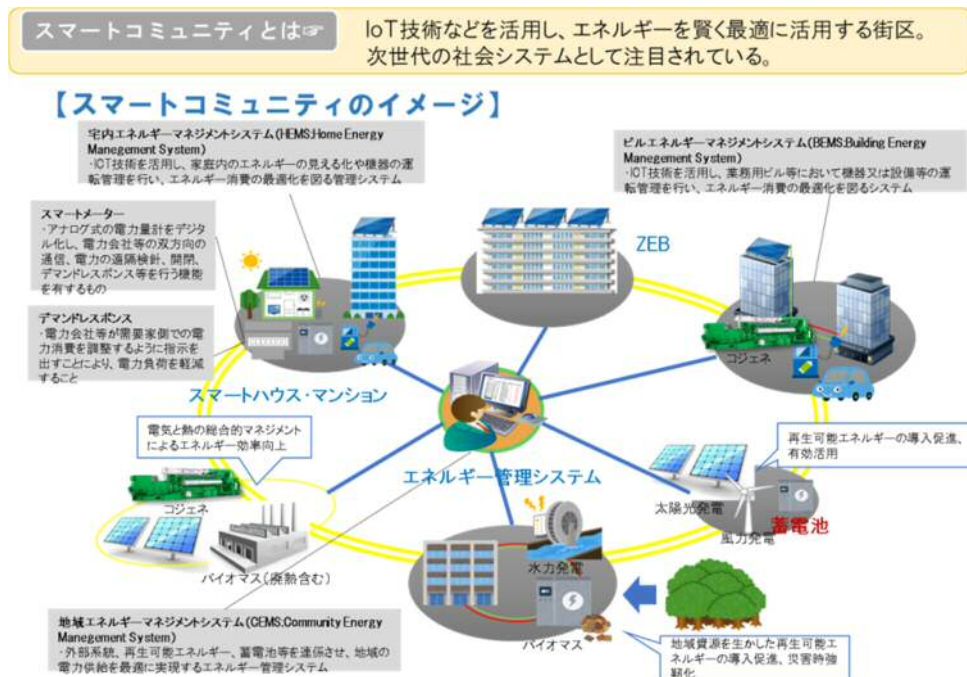 スマートコミュニティとは☞
IoT技術などを活用し、エネルギーを賢く最適に活用する街区。
次世代の社会システムとして注目されている。
【スマートコミュニティのイメージ】
宅内エネルギーマネジメントシステム(HEMS:Home Energy
Manegement System)
・ICT技術を活用し、家庭内のエネルギーの見える化や機器の運
転管理を行い、エネルギー消費の最適化を図る管理システム
ビルエネルギーマネジメントシステム(BEMS:Building Energy
Management System)
・ICT技術を活用し、業務用ビル等において機器又は設備等の運
転管理を行い、エネルギー消費の最適化を図るシステム
スマートメーター
・アナログ式の電力量計をデジタ
ル化し、電力会社等の双方向の
通信、電力の遠隔検針、開閉、
デマンドレスポンス等を行う機能
を有するもの
ZEB
デマンドレスポンス
・電力会社等が需要家側での電
力消費を調整するように指示を
出すことにより、電力負荷を軽減
すること
コジェネ
スマートハウス・マンション
電気と熱の総合的マネジメント
によるエネルギー効率向上
再生可能エネルギーの導入促進、
有効活用
エネルギー管理システム
コジェネ
太陽光発電
風力発電
蓄電池
バイオマス(廃熱含む)
水力発電
バイオマス
地域エネルギーマネジメントシステム(CEMS:Community Energy
Manegement System)
・外部系統、再生可能エネルギー、蓄電池等を連係させ、地域の
電力供給を最適に実現するエネルギー管理システム
地域資源を生かした再生可能エ
ネルギーの導入促進、災害時強
靱化